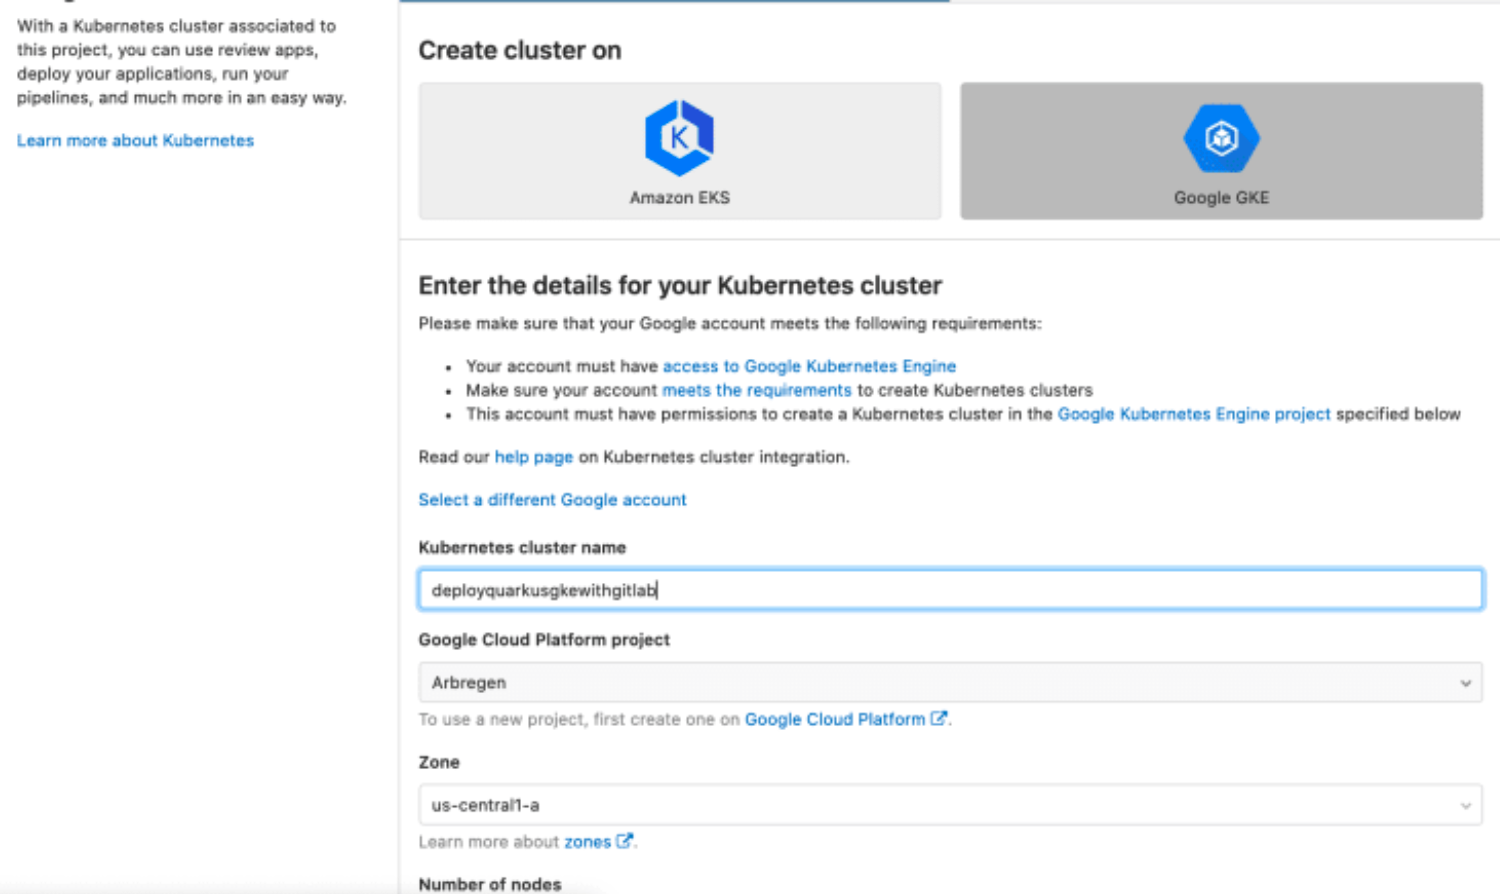 With a Kubernetes cluster associated to
this project, you can use review apps,
deploy your applications, run your
pipelines, and much more in an easy way.
Learn more about Kubernetes
Create cluster on
K
Amazon EKS
Google GKE
Enter the details for your Kubernetes cluster
Please make sure that your Google account meets the following requirements:
• Your account must have access to Google Kubernetes Engine
• Make sure your account meets the requirements to create Kubernetes clusters
• This account must have permissions to create a Kubernetes cluster in the Google Kubernetes Engine project specified below
Read our help page on Kubernetes cluster integration.
Select a different Google account
Kubernetes cluster name
deployquarkusgkewithgitlab
Google Cloud Platform project
Arbregen
To use a new project, first create one on Google Cloud Platform.
Zone
us-central1-a
Learn more about zones.
Number of nodes